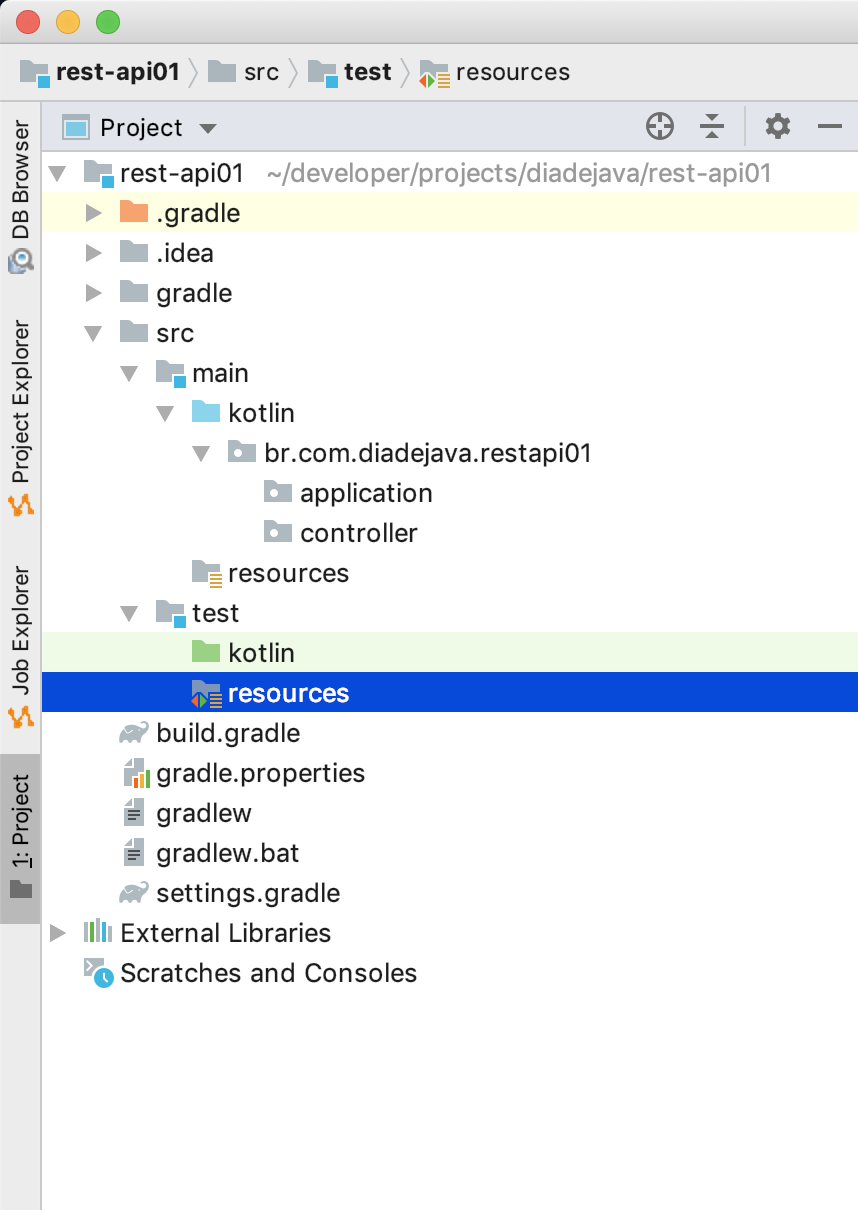 rest-api01 src test resources
Project
DB Browser
Project Explorer
Job Explorer
1: Project
rest-api01 ~/developer/projects/diadejava/rest-api01
.gradle
.idea
gradle
src
main
kotlin
br.com.diadejava.restapi01
application
controller
resources
test
kotlin
resources
build.gradle
gradle.properties
gradlew
gradlew.bat
settings.gradle
External Libraries
Scratches and Consoles